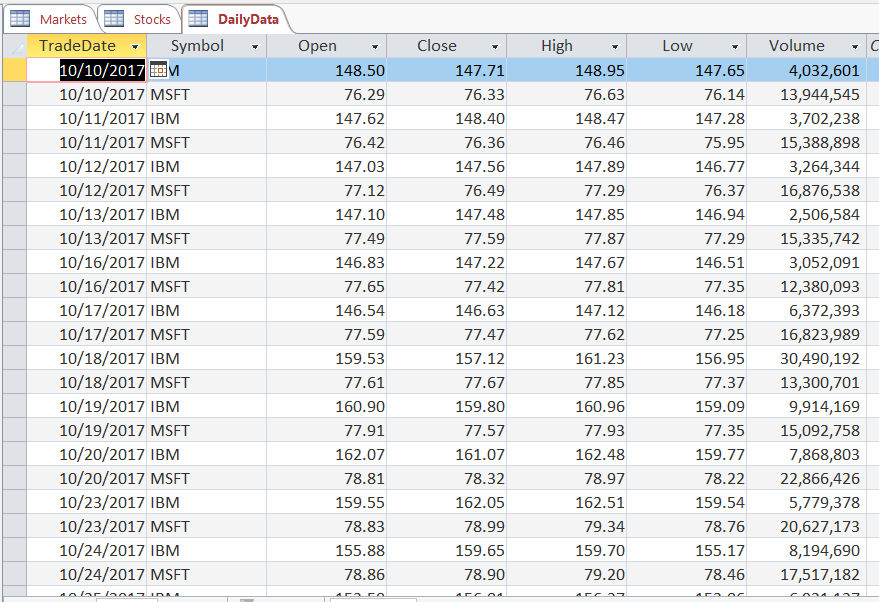 Markets Stocks DailyData
TradeDate Symbol Open Close High Low Volume
10/10/2017 M 148.50 147.71 148.95 147.65 4,032,601
10/10/2017 MSFT 76.29 76.33 76.63 76.14 13,944,545
10/11/2017 IBM 147.62 148.40 148.47 147.28 3,702,238
10/11/2017 MSFT 76.42 76.36 76.46 75.95 15,388,898
10/12/2017 IBM 147.03 147.56 147.89 146.77 3,264,344
10/12/2017 MSFT 77.12 76.49 77.29 76.37 16,876,538
10/13/2017 IBM 147.10 147.48 147.85 146.94 2,506,584
10/13/2017 MSFT 77.49 77.59 77.87 77.29 15,335,742
10/16/2017 IBM 146.83 147.22 147.67 146.51 3,052,091
10/16/2017 MSFT 77.65 77.42 77.81 77.35 12,380,093
10/17/2017 IBM 146.54 146.63 147.12 146.18 6,372,393
10/17/2017 MSFT 77.59 77.47 77.62 77.25 16,823,989
10/18/2017 IBM 159.53 157.12 161.23 156.95 30,490,192
10/18/2017 MSFT 77.61 77.67 77.85 77.37 13,300,701
10/19/2017 IBM 160.90 159.80 160.96 159.09 9,914,169
10/19/2017 MSFT 77.91 77.57 77.93 77.35 15,092,758
10/20/2017 IBM 162.07 161.07 162.48 159.77 7,868,803
10/20/2017 MSFT 78.81 78.32 78.97 78.22 22,866,426
10/23/2017 IBM 159.55 162.05 162.51 159.54 5,779,378
10/23/2017 MSFT 78.83 78.99 79.34 78.76 20,627,173
10/24/2017 IBM 155.88 159.65 159.70 155.17 8,194,690
10/24/2017 MSFT 78.86 78.90 79.20 78.46 17,517,182